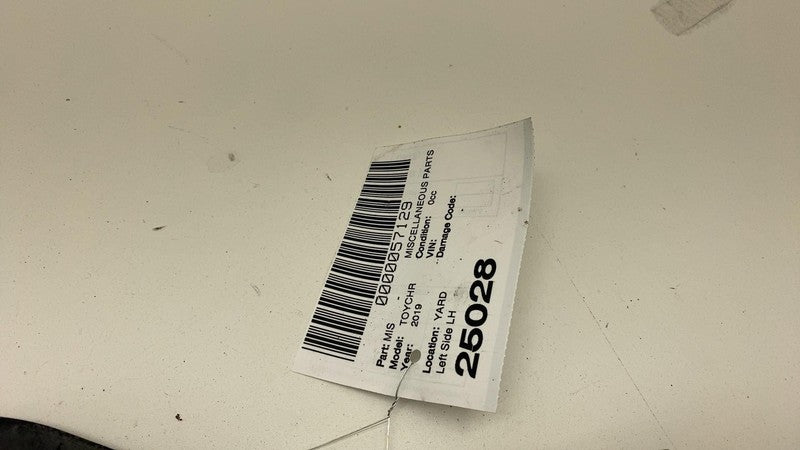 0000057129
Part: MIS - MISCELLANEOUS PARTS
Model: TOYCHR Condition: 0cc
Year: 2019 VIN:
Damage Code:
Location: YARD
Left Side LH
25028